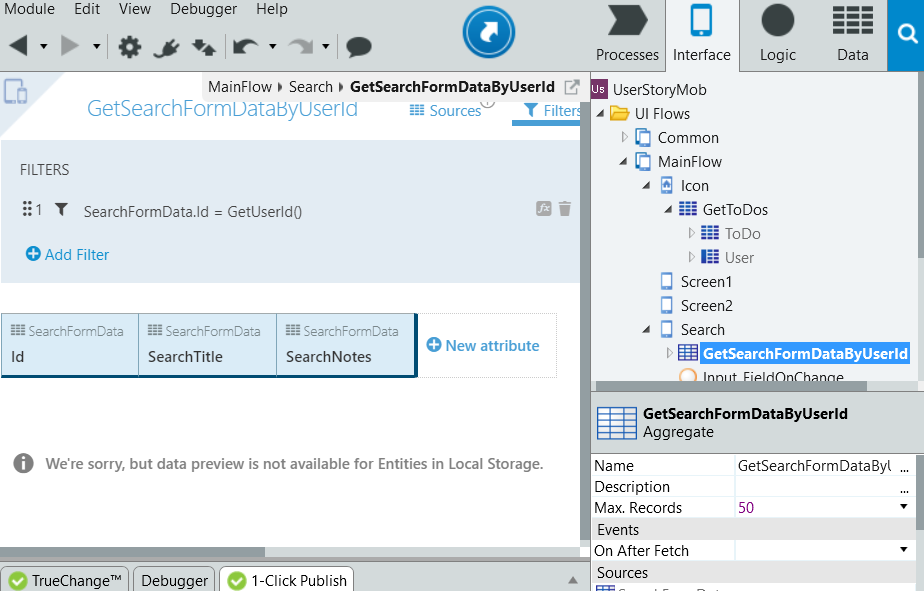 Module Edit View Debugger Help
Processes Interface Logic Data
MainFlow Search GetSearchFormDataByUserId
GetSearchFormDataByUserId Sources Filters
FILTERS
1 SearchFormData.Id = GetUserId()
Add Filter
SearchFormData SearchFormData SearchFormData
Id SearchTitle SearchNotes
New attribute
We're sorry, but data preview is not available for Entities in Local Storage.
TrueChange™ Debugger 1-Click Publish
Us UserStoryMob
UI Flows
Common
MainFlow
Icon
GetToDos
ToDo
User
Screen1
Screen2
Search
GetSearchFormDataByUserId
Input_FieldOnChange
GetSearchFormDataByUserId
Aggregate
Name GetSearchFormDataByU ...
Description ...
Max. Records 50
Events
On After Fetch
Sources